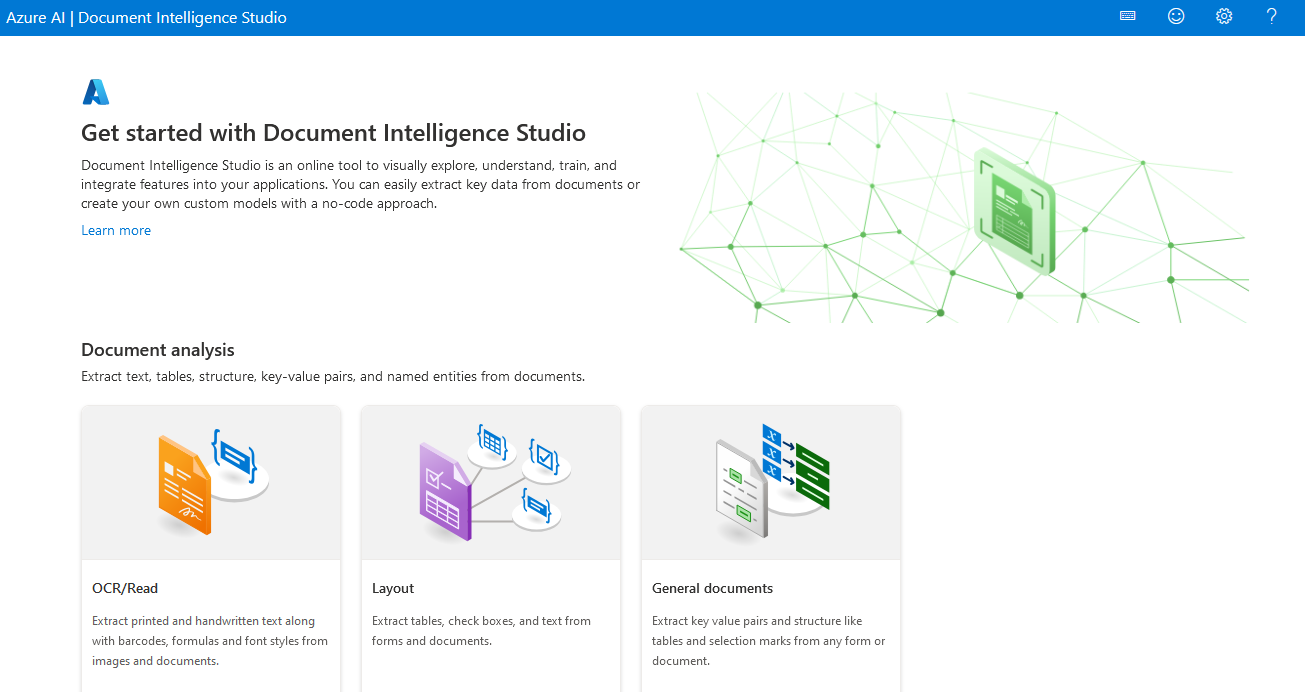 Azure AI | Document Intelligence Studio
Get started with Document Intelligence Studio
Document Intelligence Studio is an online tool to visually explore, understand, train, and
integrate features into your applications. You can easily extract key data from documents or
create your own custom models with a no-code approach.
Learn more
Document analysis
Extract text, tables, structure, key-value pairs, and named entities from documents.
OCR/Read
Extract printed and handwritten text along
with barcodes, formulas and font styles from
images and documents.
Layout
Extract tables, check boxes, and text from
forms and documents.
General documents
Extract key value pairs and structure like
tables and selection marks from any form or
document.